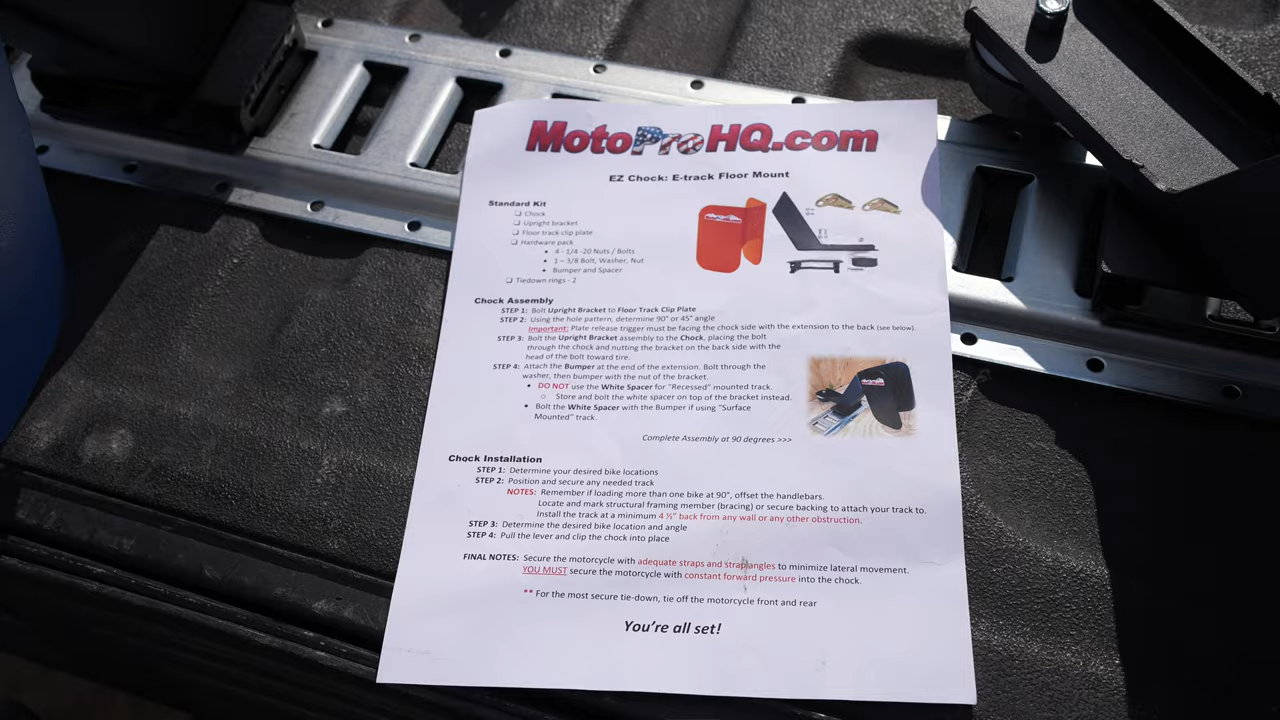 MotoProHQ.com
EZ Chock: E-track Floor Mount
Standard Kit
❑ Chock
❑ Upright bracket
❑ Floor track clip plate
❑ Hardware pack
• 4 - 1/4 -20 Nuts / Bolts
• 1 – 3/8 Bolt, Washer, Nut
• Bumper and Spacer
❑ Tiedown rings - 2
Chock Assembly
STEP 1: Bolt Upright Bracket to Floor Track Clip Plate
STEP 2: Using the hole pattern, determine 90° or 45° angle
Important: Plate release trigger must be facing the chock side with the extension to the back (see below).
STEP 3: Bolt the Upright Bracket assembly to the Chock, placing the bolt
through the chock and nutting the bracket on the back side with the
head of the bolt toward tire.
STEP 4: Attach the Bumper at the end of the extension. Bolt through the
washer, then bumper with the nut of the bracket.
• DO NOT use the White Spacer for "Recessed" mounted track.
○ Store and bolt the white spacer on top of the bracket instead.
• Bolt the White Spacer with the Bumper if using "Surface
Mounted" track.
Complete Assembly at 90 degrees >>>
Chock Installation
STEP 1: Determine your desired bike locations
STEP 2: Position and secure any needed track
NOTES: Remember if loading more than one bike at 90°, offset the handlebars.
Locate and mark structural framing member (bracing) or secure backing to attach your track to.
Install the track at a minimum 4 ½" back from any wall or any other obstruction.
STEP 3: Determine the desired bike location and angle
STEP 4: Pull the lever and clip the chock into place
FINAL NOTES: Secure the motorcycle with adequate straps and strap angles to minimize lateral movement.
YOU MUST secure the motorcycle with constant forward pressure into the chock.
** For the most secure tie-down, tie off the motorcycle front and rear
You're all set!